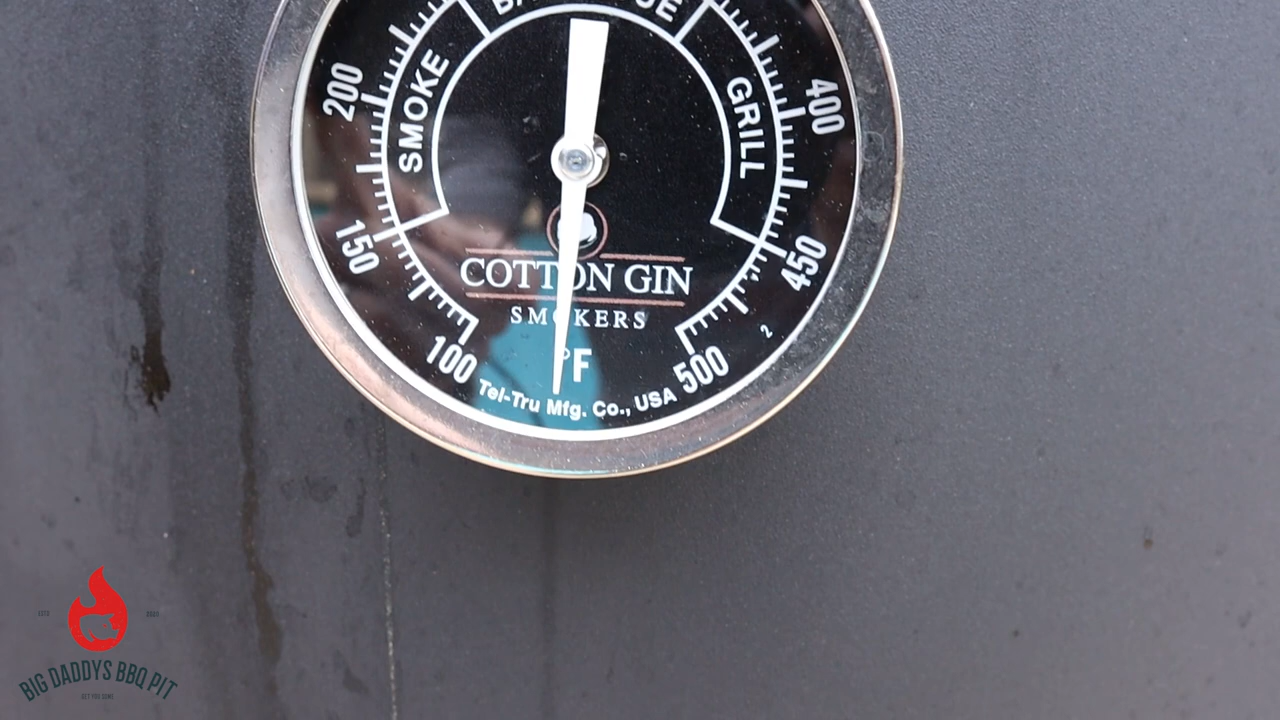 SMOKE
GRILL
200
400
150
450
COTTON GIN
SMOKERS
100
°F
500
2
Tel-Tru Mfg. Co., USA
BIG DADDYS BBQ PIT